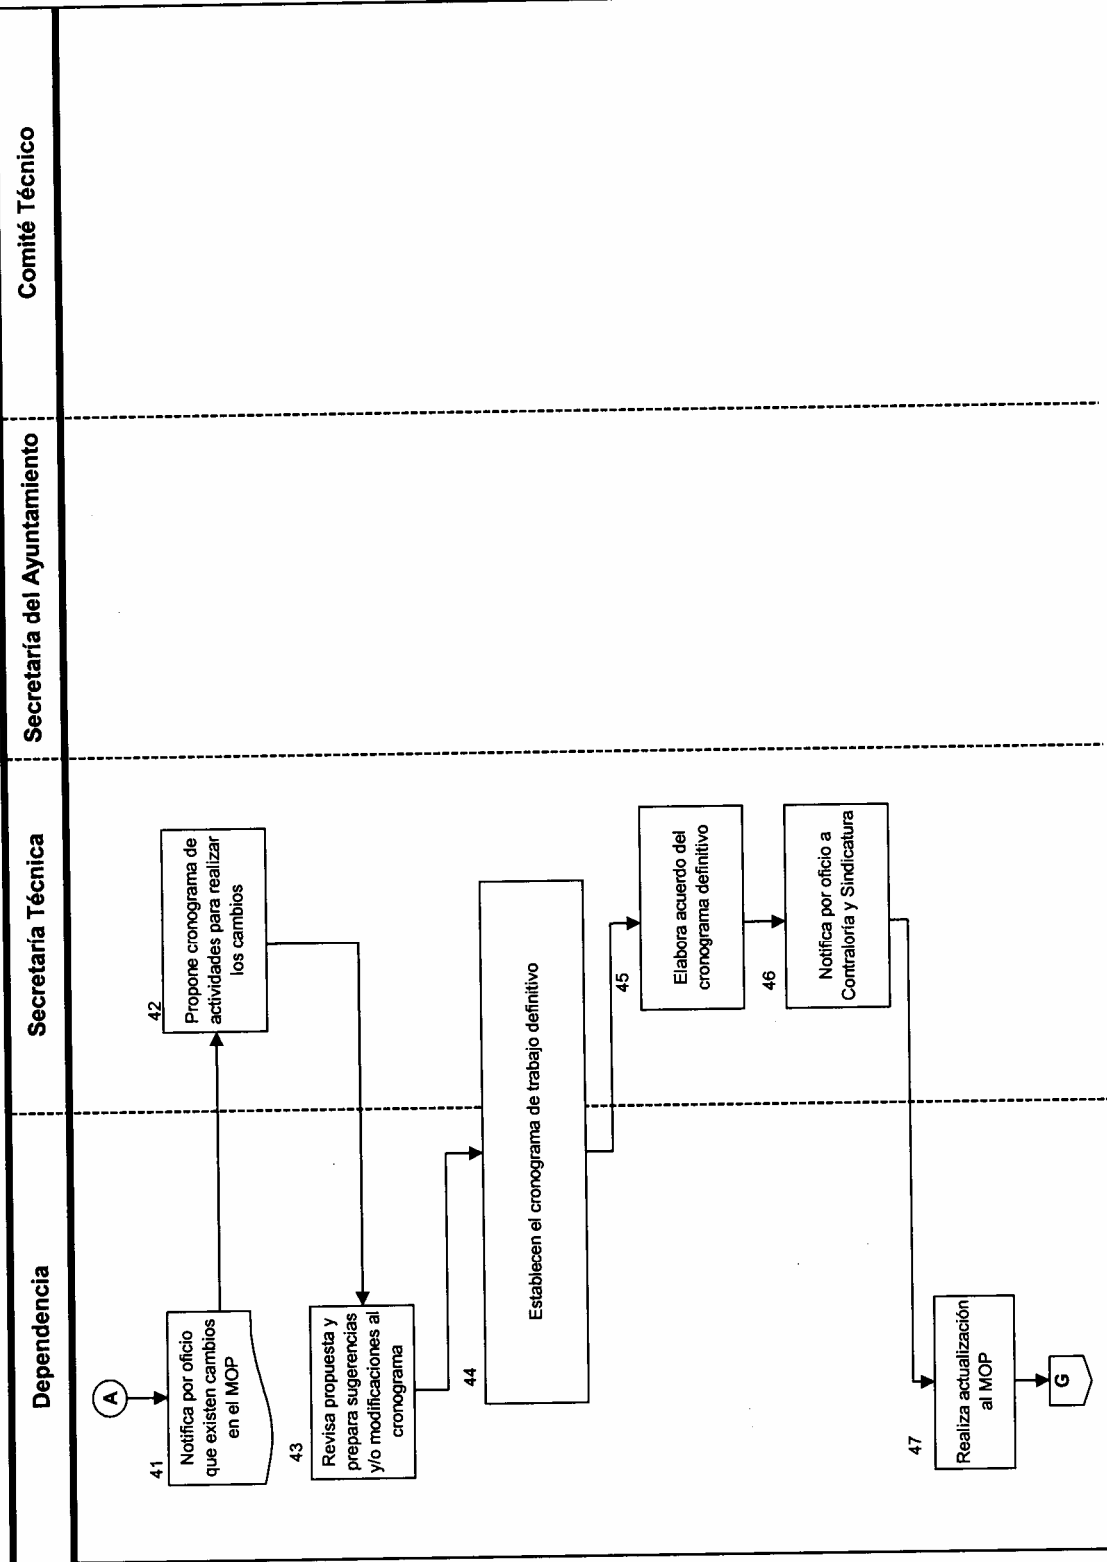 Dependencia
Secretaría Técnica
Secretaría del Ayuntamiento
Comité Técnico
A
41
Notifica por oficio
que existen cambios
en el MOP
42
Propone cronograma de
actividades para realizar
los cambios
43
Revisa propuesta y
prepara sugerencias
y/o modificaciones al
cronograma
44
Establecen el cronograma de trabajo definitivo
45
Elabora acuerdo del
cronograma definitivo
46
Notifica por oficio a
Contraloría y Sindicatura
47
Realiza actualización
al MOP
G